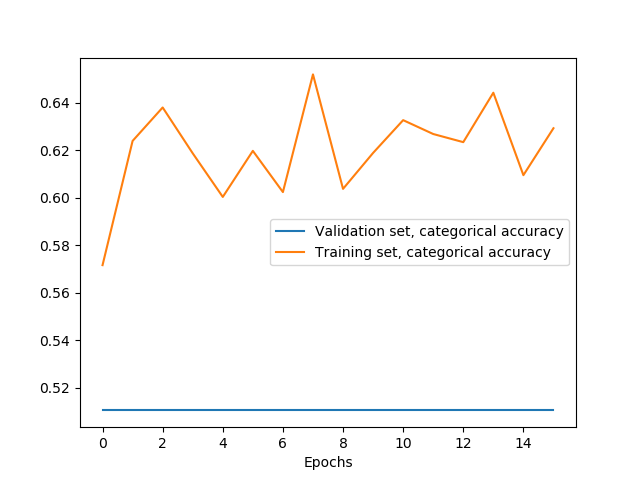 0.64
0.62
0.60
0.58
0.56
0.54
0.52
Validation set, categorical accuracy
Training set, categorical accuracy
0 2 4 6 8 10 12 14
Epochs